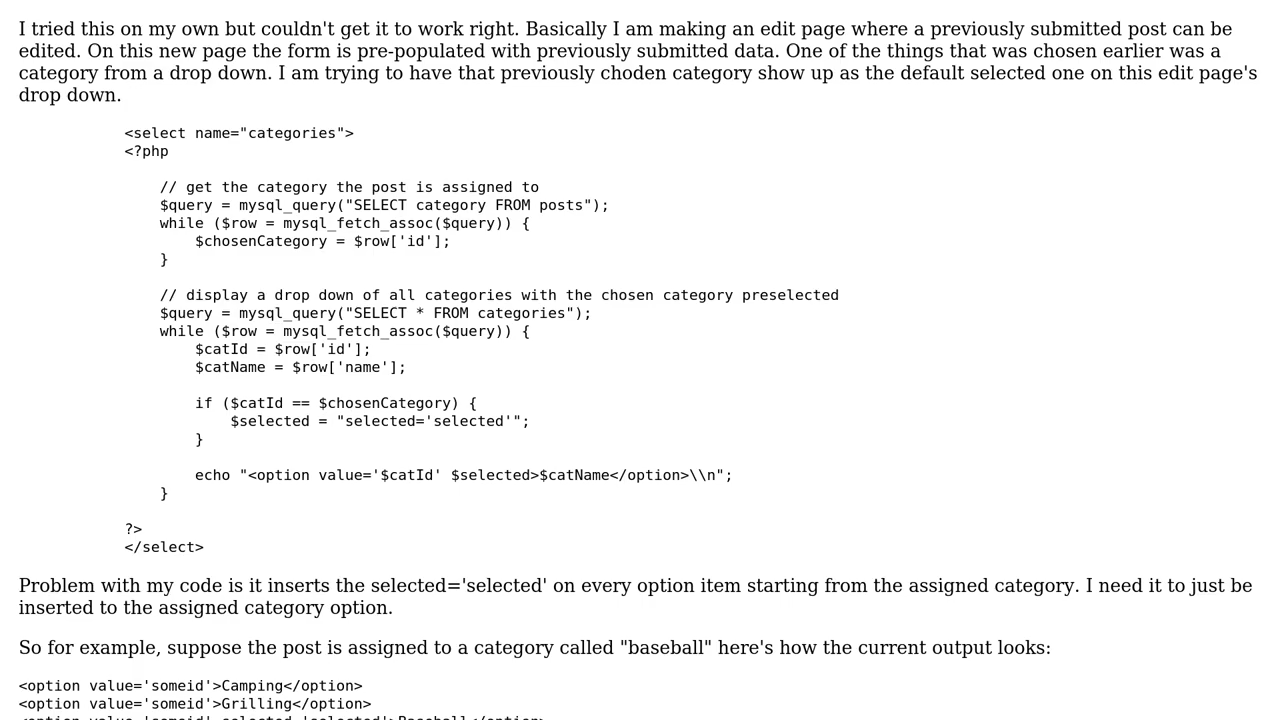 I tried this on my own but couldn't get it to work right. Basically I am making an edit page where a previously submitted post can be
edited. On this new page the form is pre-populated with previously submitted data. One of the things that was chosen earlier was a
category from a drop down. I am trying to have that previously choden category show up as the default selected one on this edit page's
drop down.
<select name="categories">
<?php
// get the category the post is assigned to
$query = mysql_query("SELECT category FROM posts");
while ($row = mysql_fetch_assoc($query)) {
$chosenCategory = $row['id'];
}
// display a drop down of all categories with the chosen category preselected
$query = mysql_query("SELECT * FROM categories");
while ($row = mysql_fetch_assoc($query)) {
$catId = $row['id'];
$catName = $row['name'];
if ($catId == $chosenCategory) {
$selected = "selected='selected'";
}
echo "<option value='$catId' $selected>$catName</option>\\n";
}
?>
</select>
Problem with my code is it inserts the selected='selected' on every option item starting from the assigned category. I need it to just be
inserted to the assigned category option.
So for example, suppose the post is assigned to a category called "baseball" here's how the current output looks:
<option value='someid'>Camping</option>
<option value='someid'>Grilling</option>